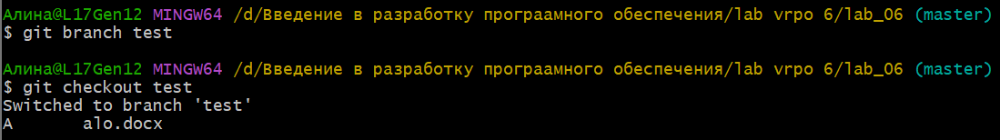 Алина@L17Gen12 MINGW64 /d/Введение в разработку програамного обеспечения/lab vrpo 6/lab_06 (master)
$ git branch test
Алина@L17Gen12 MINGW64 /d/Введение в разработку програамного обеспечения/lab vrpo 6/lab_06 (master)
$ git checkout test
Switched to branch 'test'
A       alo.docx